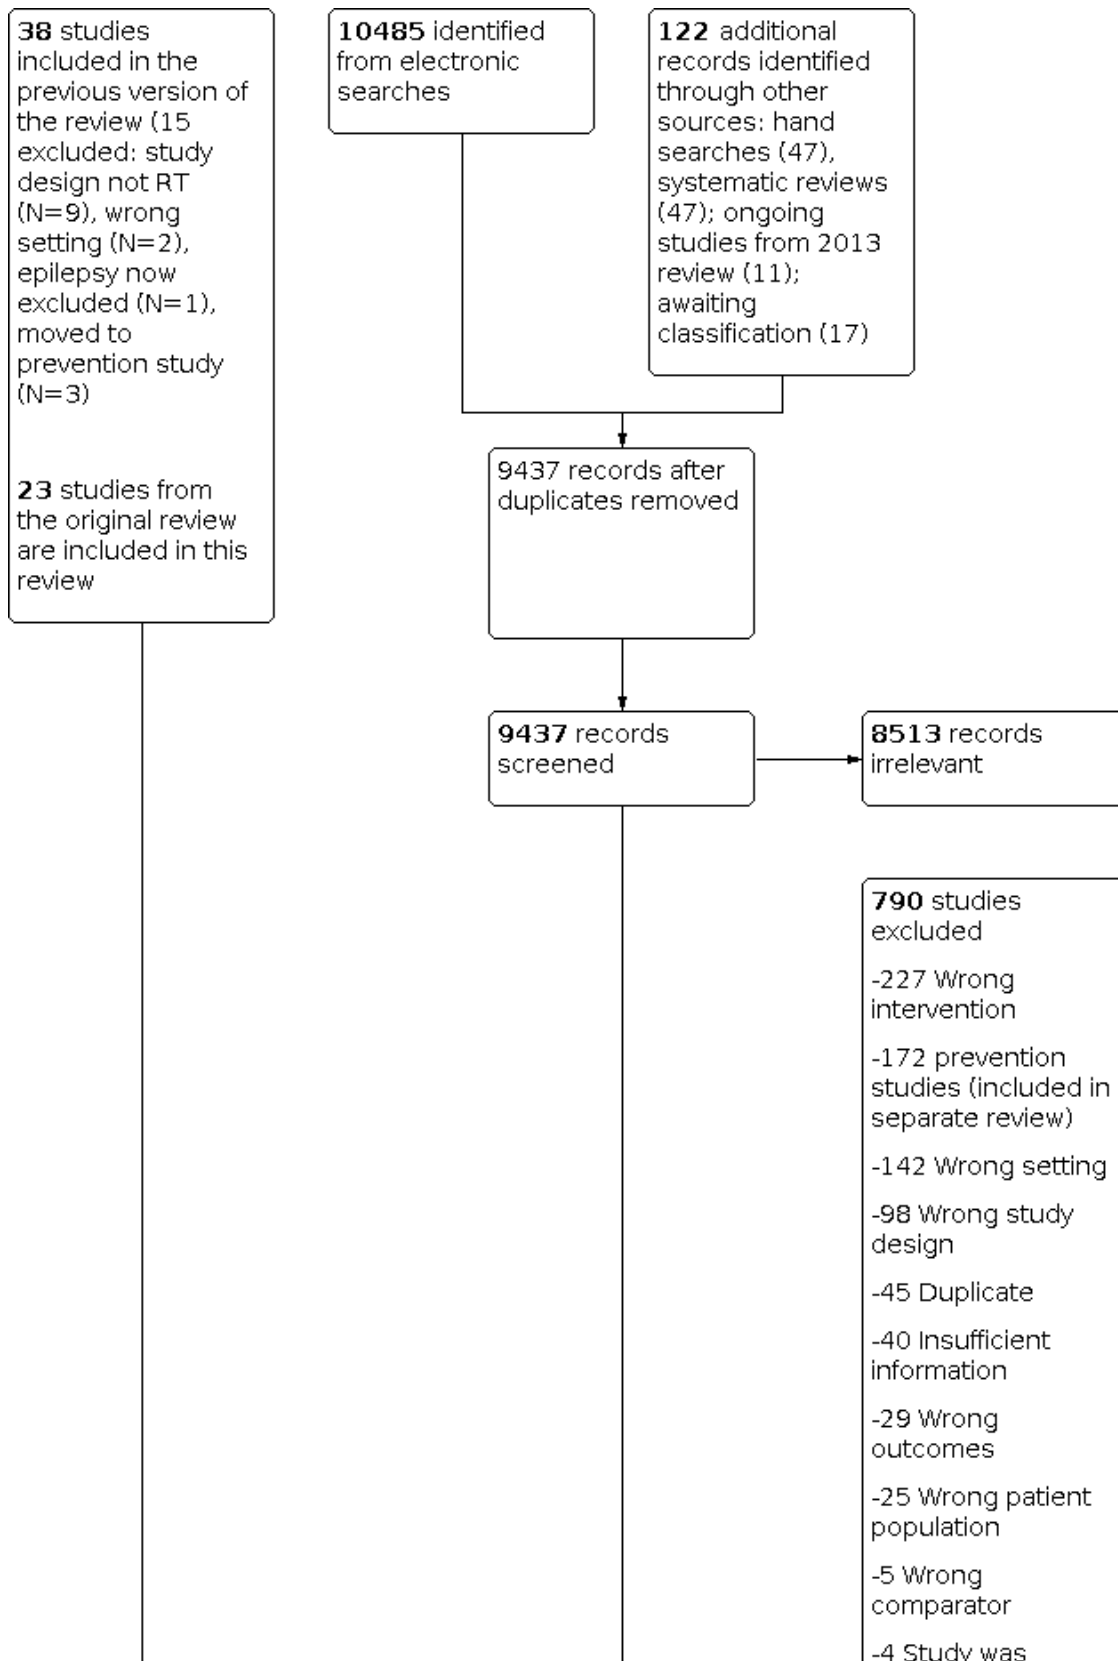 38 studies
included in the
previous version of
the review (15
excluded: study
design not RT
(N=9), wrong
setting (N=2),
epilepsy now
excluded (N=1),
moved to
prevention study
(N=3)
23 studies from
the original review
are included in this
review
10485 identified
from electronic
searches
122 additional
records identified
through other
sources: hand
searches (47),
systematic reviews
(47); ongoing
studies from 2013
review (11);
awaiting
classification (17)
9437 records after
duplicates removed
9437 records
screened
8513 records
irrelevant
790 studies
excluded
-227 Wrong
intervention
-172 prevention
studies (included in
separate review)
-142 Wrong setting
-98 Wrong study
design
-45 Duplicate
-40 Insufficient
information
-29 Wrong
outcomes
-25 Wrong patient
population
-5 Wrong
comparator
-4 Study was